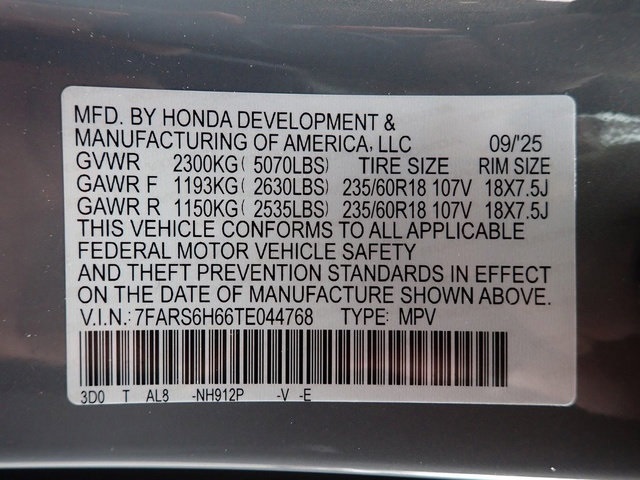 MFD. BY HONDA DEVELOPMENT &
MANUFACTURING OF AMERICA, LLC 09/'25
GVWR 2300KG( 5070LBS) TIRE SIZE RIM SIZE
GAWR F 1193KG( 2630LBS) 235/60R18 107V 18X7.5J
GAWR R 1150KG( 2535LBS) 235/60R18 107V 18X7.5J
THIS VEHICLE CONFORMS TO ALL APPLICABLE
FEDERAL MOTOR VEHICLE SAFETY
AND THEFT PREVENTION STANDARDS IN EFFECT
ON THE DATE OF MANUFACTURE SHOWN ABOVE.
V.I.N.: 7FARS6H66TE044768 TYPE: MPV
3D0 T AL8 -NH912P -V -E